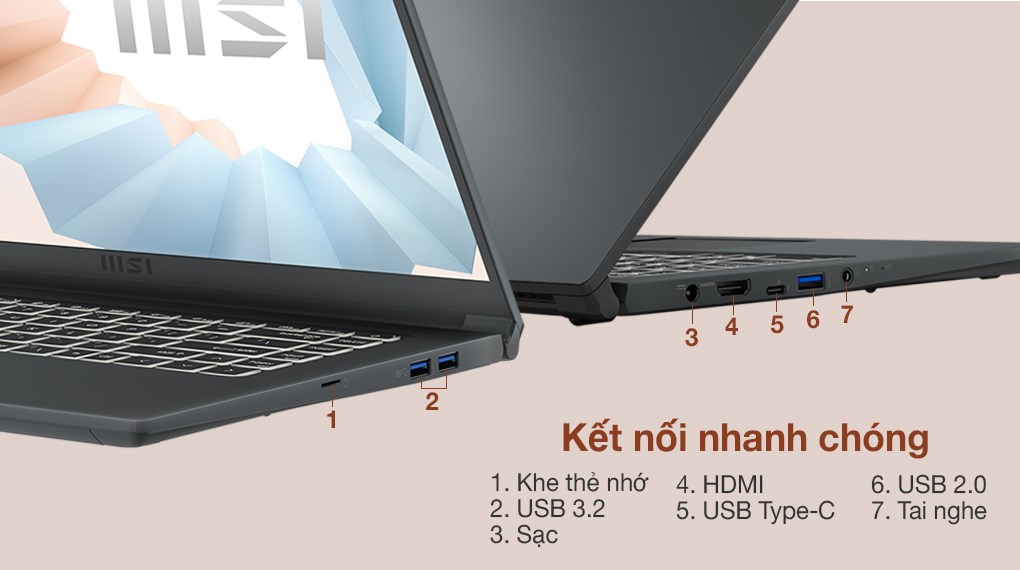 msi
msi
1
2
3
4
5
6
7
Kết nối nhanh chóng
1. Khe thẻ nhớ
2. USB 3.2
3. Sạc
4. HDMI
5. USB Type-C
6. USB 2.0
7. Tai nghe